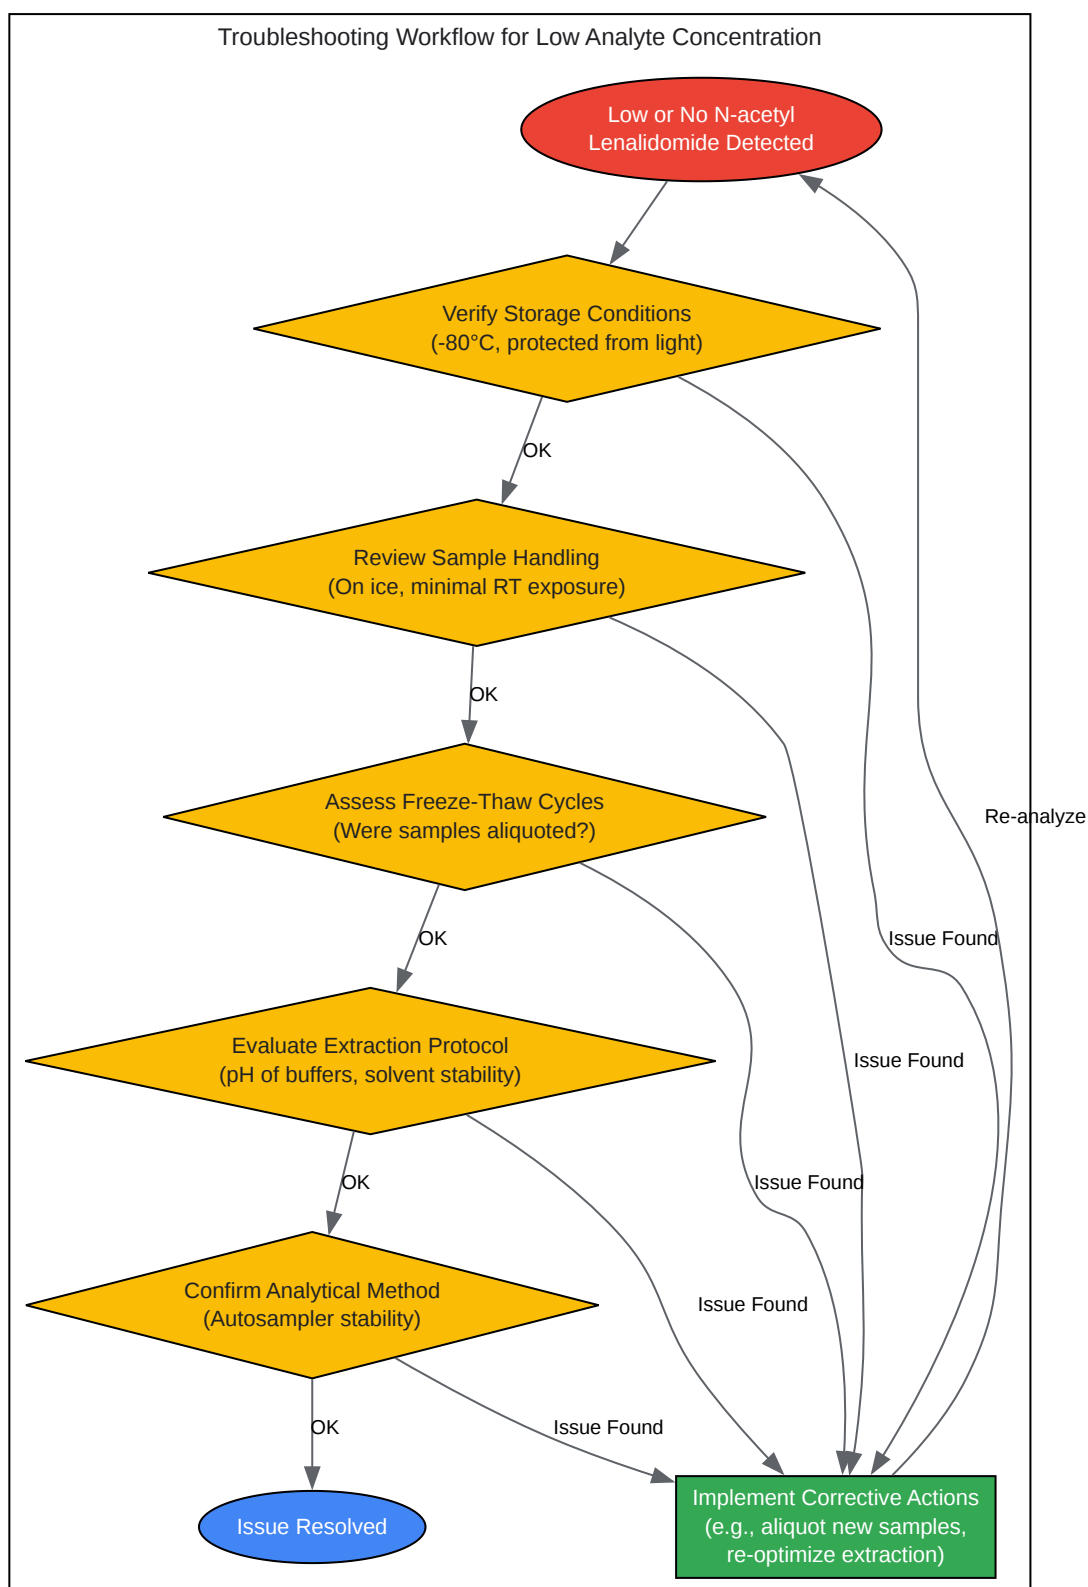 Troubleshooting Workflow for Low Analyte Concentration
Low or No N-acetyl
Lenalidomide Detected
Verify Storage Conditions
(-80°C, protected from light)
OK
Review Sample Handling
(On ice, minimal RT exposure)
OK
Assess Freeze-Thaw Cycles
(Were samples aliquoted?)
Re-analyze
OK
Issue Found
Evaluate Extraction Protocol
(pH of buffers, solvent stability)
Issue Found
OK
Issue Found
Confirm Analytical Method
(Autosampler stability)
Issue Found
OK
Issue Found
Issue Resolved
Implement Corrective Actions
(e.g., aliquot new samples,
re-optimize extraction)